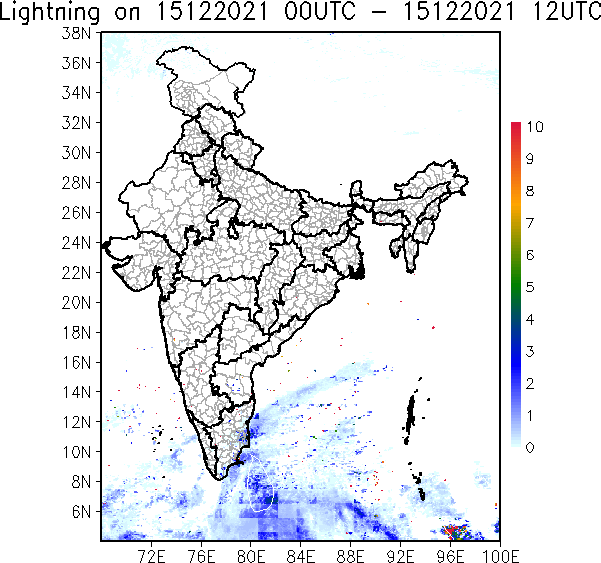 Lightning on 15122021 00UTC – 15122021 12UTC
38N
36N
34N
32N
30N
28N
26N
24N
22N
20N
18N
16N
14N
12N
10N
8N
6N
72E 76E 80E 84E 88E 92E 96E 100E
10
9
8
7
6
5
4
3
2
1
0